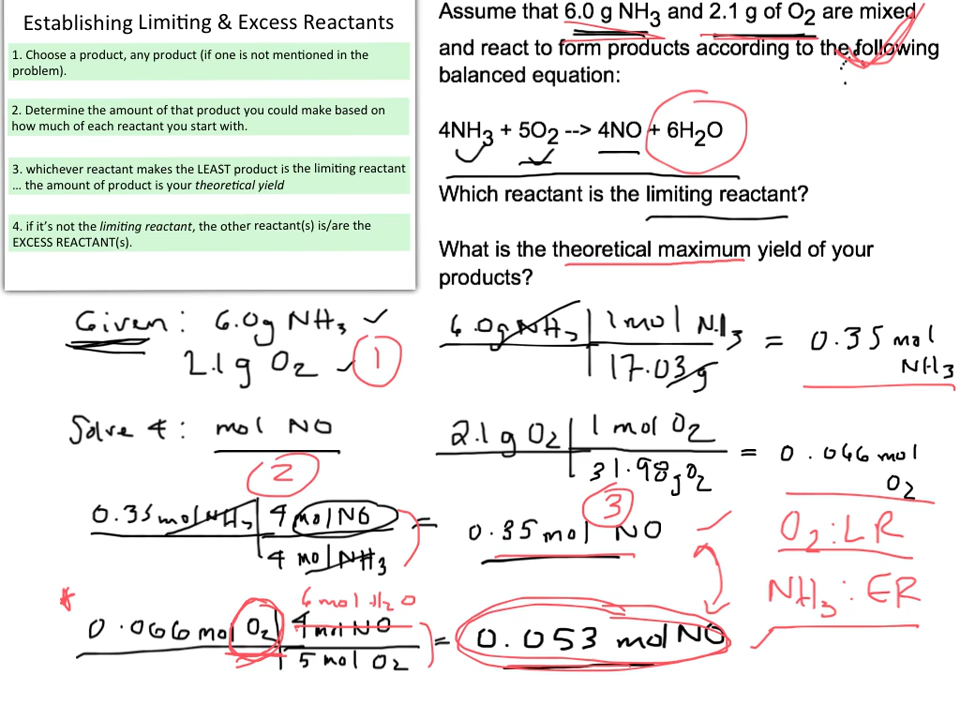 Establishing Limiting & Excess Reactants
1. Choose a product, any product (if one is not mentioned in the
problem).
2. Determine the amount of that product you could make based on
how much of each reactant you start with.
3. whichever reactant makes the LEAST product is the limiting reactant
... the amount of product is your theoretical yield
4. if it's not the limiting reactant, the other reactant(s) is/are the
EXCESS REACTANT(s).
Assume that 6.0 g NH3 and 2.1 g of O2 are mixed
and react to form products according to the following
balanced equation:
4NH3 + 5O2 --> 4NO + 6H2O
Which reactant is the limiting reactant?
What is the theoretical maximum yield of your
products?
Given: 6.0g NH3
2.1g O2 1
6.0g NH3 | 1 mol NH3 = 0.35 mol
17.03g NH3
Solve 4: mol NO
2.1 g O2 | 1 mol O2 = 0.066 mol
31.98g O2 O2
2
0.35 mol NH3 | 4 mol NO = 0.35 mol NO
4 mol NH3
3
O2: LR
NH3: ER
6 mol H2O
* 0.066 mol O2 | 4 mol NO = 0.053 mol NO
5 mol O2